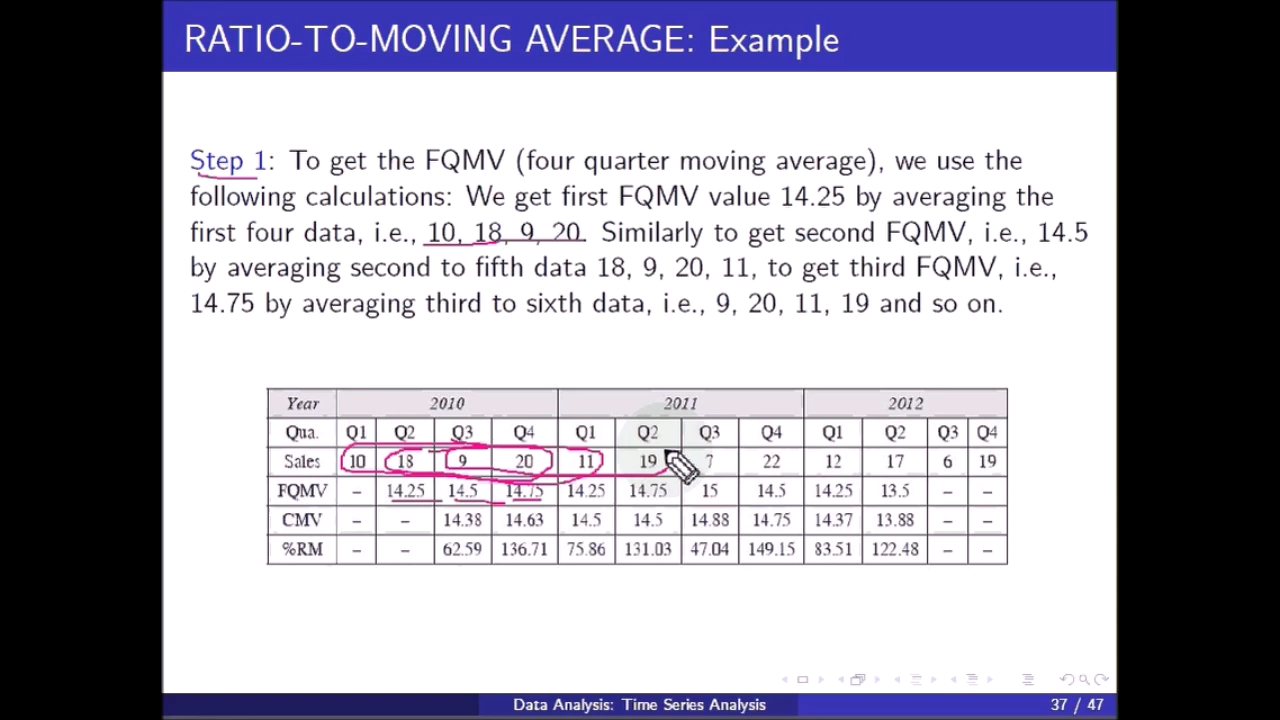 RATIO-TO-MOVING AVERAGE: Example
Step 1: To get the FQMV (four quarter moving average), we use the
following calculations: We get first FQMV value 14.25 by averaging the
first four data, i.e., 10, 18, 9, 20. Similarly to get second FQMV, i.e., 14.5
by averaging second to fifth data 18, 9, 20, 11, to get third FQMV, i.e.,
14.75 by averaging third to sixth data, i.e., 9, 20, 11, 19 and so on.
Year 2010 2011 2012
Qua. Q1 Q2 Q3 Q4 Q1 Q2 Q3 Q4 Q1 Q2 Q3 Q4
Sales 10 18 9 20 11 19 7 22 12 17 6 19
FQMV – 14.25 14.5 14.75 14.25 14.75 15 14.5 14.25 13.5 – –
CMV – – 14.38 14.63 14.5 14.5 14.88 14.75 14.37 13.88 – –
%RM – – 62.59 136.71 75.86 131.03 47.04 149.15 83.51 122.48 – –
Data Analysis: Time Series Analysis 37 / 47